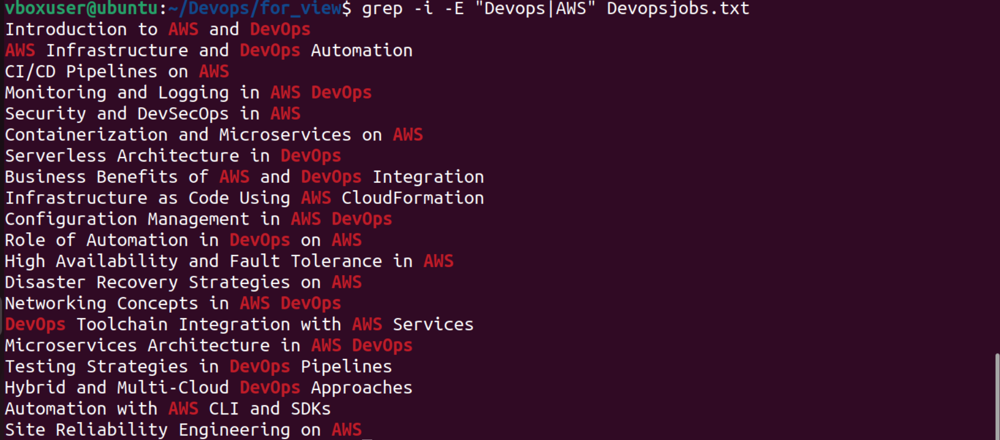 vboxuser@ubuntu:~/Devops/for_view$ grep -i -E "Devops|AWS" Devopsjobs.txt
Introduction to AWS and DevOps
AWS Infrastructure and DevOps Automation
CI/CD Pipelines on AWS
Monitoring and Logging in AWS DevOps
Security and DevSecOps in AWS
Containerization and Microservices on AWS
Serverless Architecture in DevOps
Business Benefits of AWS and DevOps Integration
Infrastructure as Code Using AWS CloudFormation
Configuration Management in AWS DevOps
Role of Automation in DevOps on AWS
High Availability and Fault Tolerance in AWS
Disaster Recovery Strategies on AWS
Networking Concepts in AWS DevOps
DevOps Toolchain Integration with AWS Services
Microservices Architecture in AWS DevOps
Testing Strategies in DevOps Pipelines
Hybrid and Multi-Cloud DevOps Approaches
Automation with AWS CLI and SDKs
Site Reliability Engineering on AWS